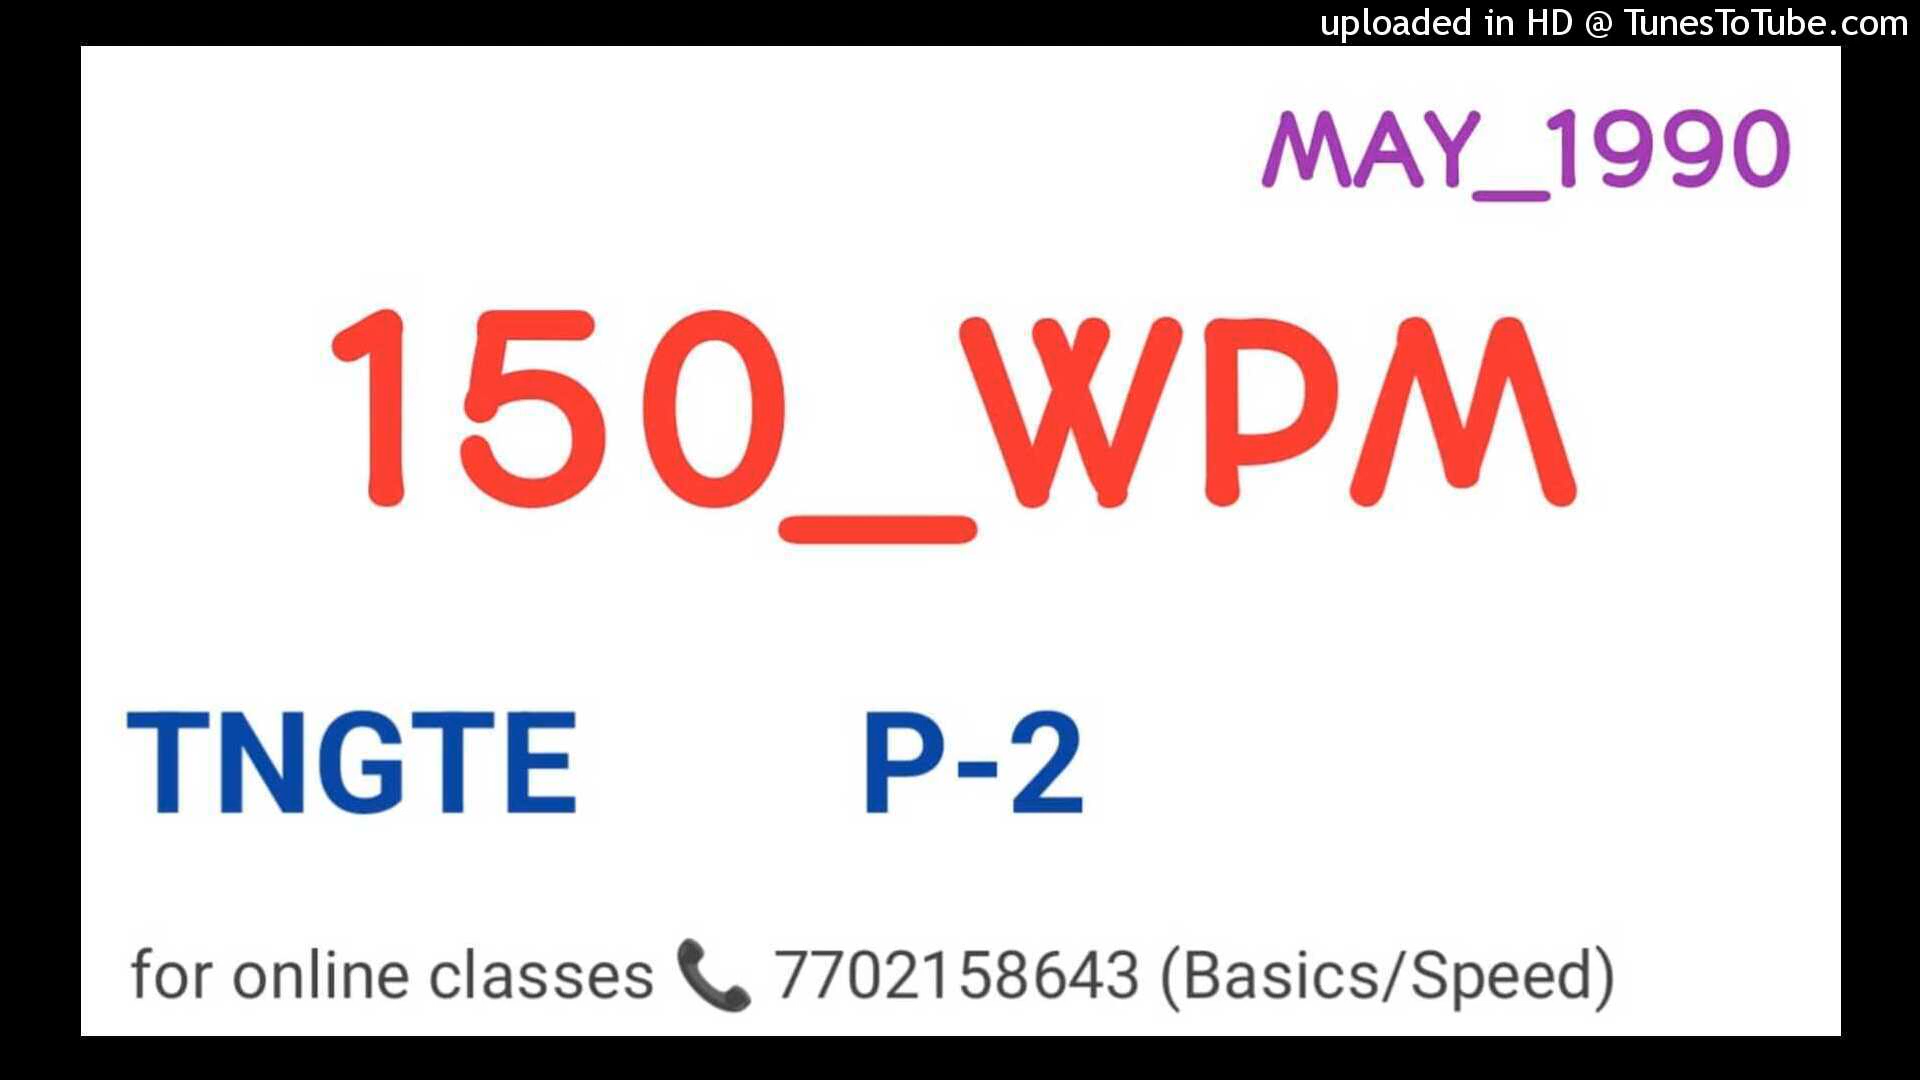 uploaded in HD @ TunesToTube.com
MAY_1990
150_WPM
TNGTE P-2
for online classes 📞 7702158643 (Basics/Speed)